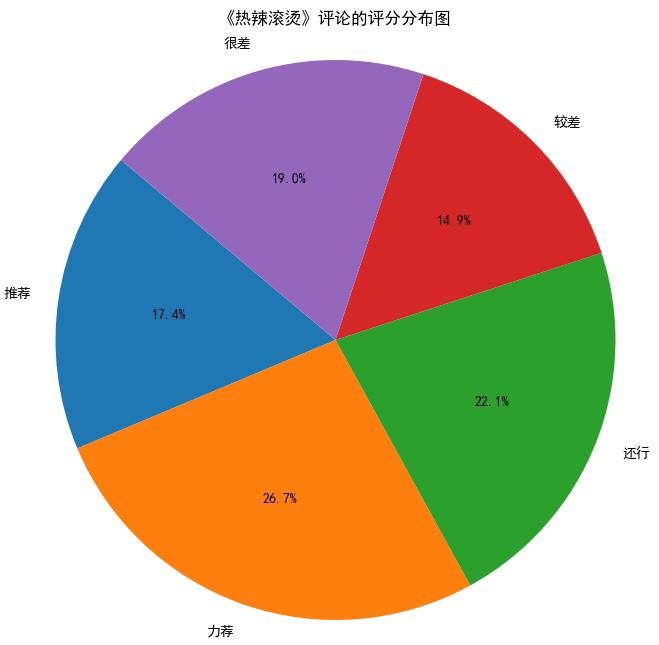 《热辣滚烫》评论的评分分布图
很差
较差
19.0%
14.9%
推荐
17.4%
22.1%
还行
26.7%
力荐